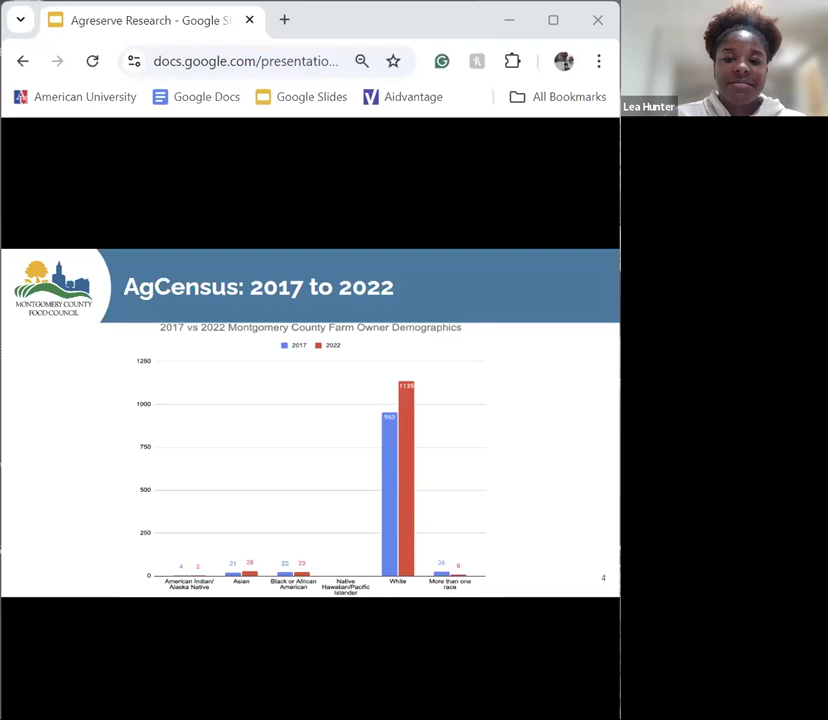 Agreserve Research - Google S
docs.google.com/presentatio...
American University
Google Docs
Google Slides
Aidvantage
All Bookmarks
Lea Hunter
MONTGOMERY COUNTY
FOOD COUNCIL
AgCensus: 2017 to 2022
2017 vs 2022 Montgomery County Farm Owner Demographics
2017 2022
1250
1000
750
500
250
0
4 2
21 28
22 23
1135
26 8
American Indian/
Alaska Native
Asian
Black or African
American
Native
Hawaiian/Pacific
Islander
White
More than one
race
4